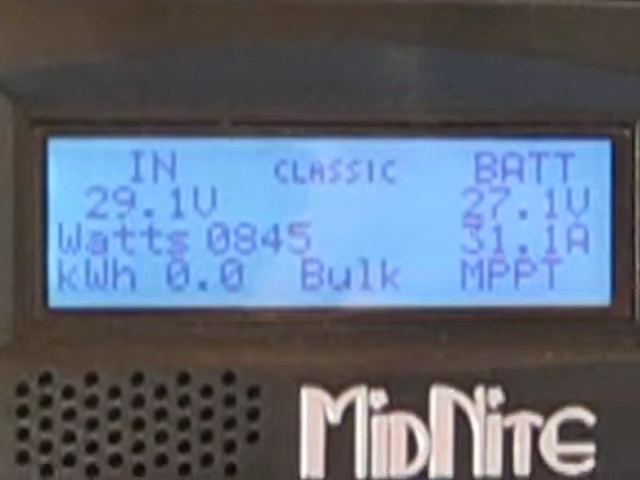 IN CLASSIC BATT
29.1V 27.1V
Watts 0845 31.1A
kWh 0.0 Bulk MPPT
MIDNITE